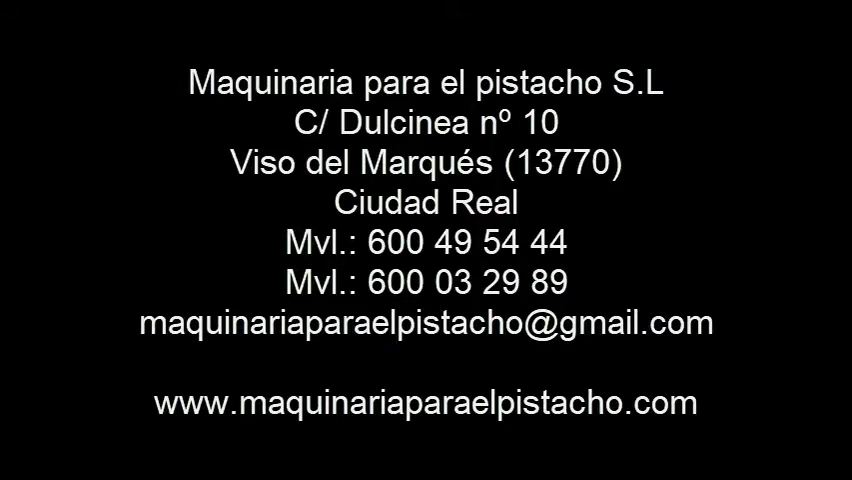 Maquinaria para el pistacho S.L
C/ Dulcinea nº 10
Viso del Marqués (13770)
Ciudad Real
Mvl.: 600 49 54 44
Mvl.: 600 03 29 89
maquinariaparaelpistacho@gmail.com
www.maquinariaparaelpistacho.com